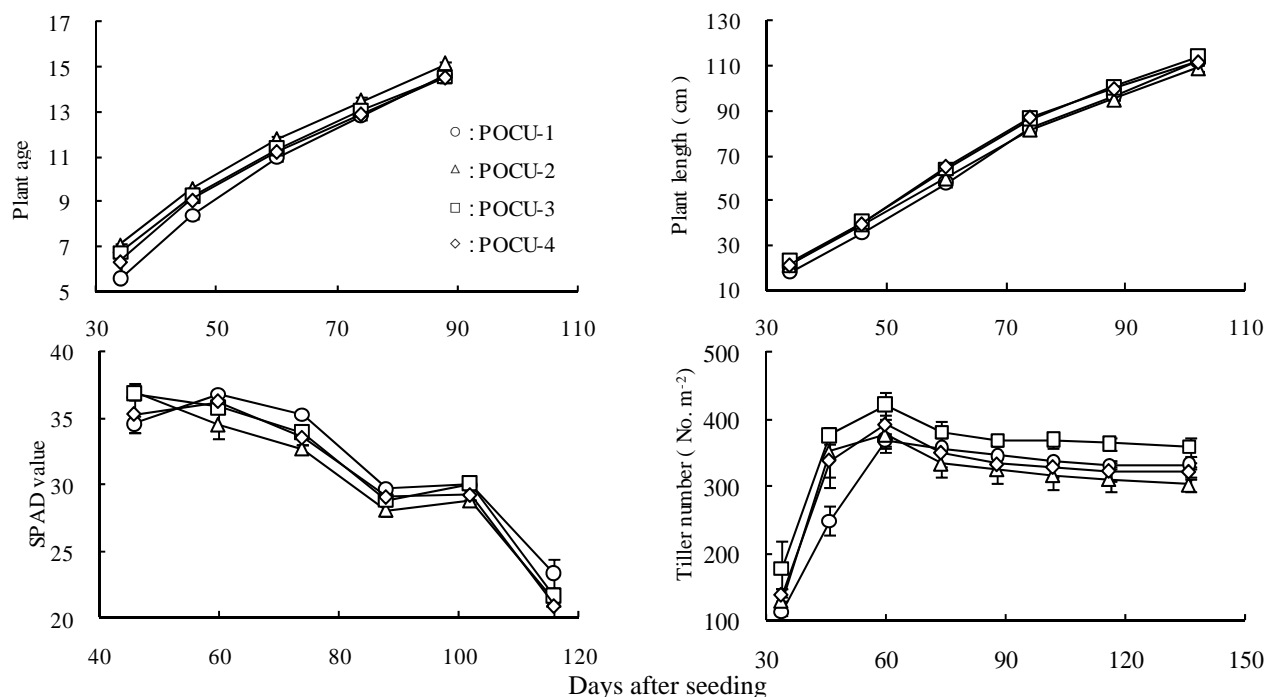 17
15
13
11
9
7
5
Plant age
30 50 70 90 110
○ : POCU-1
△ : POCU-2
□ : POCU-3
◇ : POCU-4
130
110
90
70
50
30
10
Plant length ( cm )
30 50 70 90 110
40
35
30
25
20
SPAD value
40 60 80 100 120
500
400
300
200
100
Tiller number ( No. m-2 )
30 60 90 120 150
Days after seeding